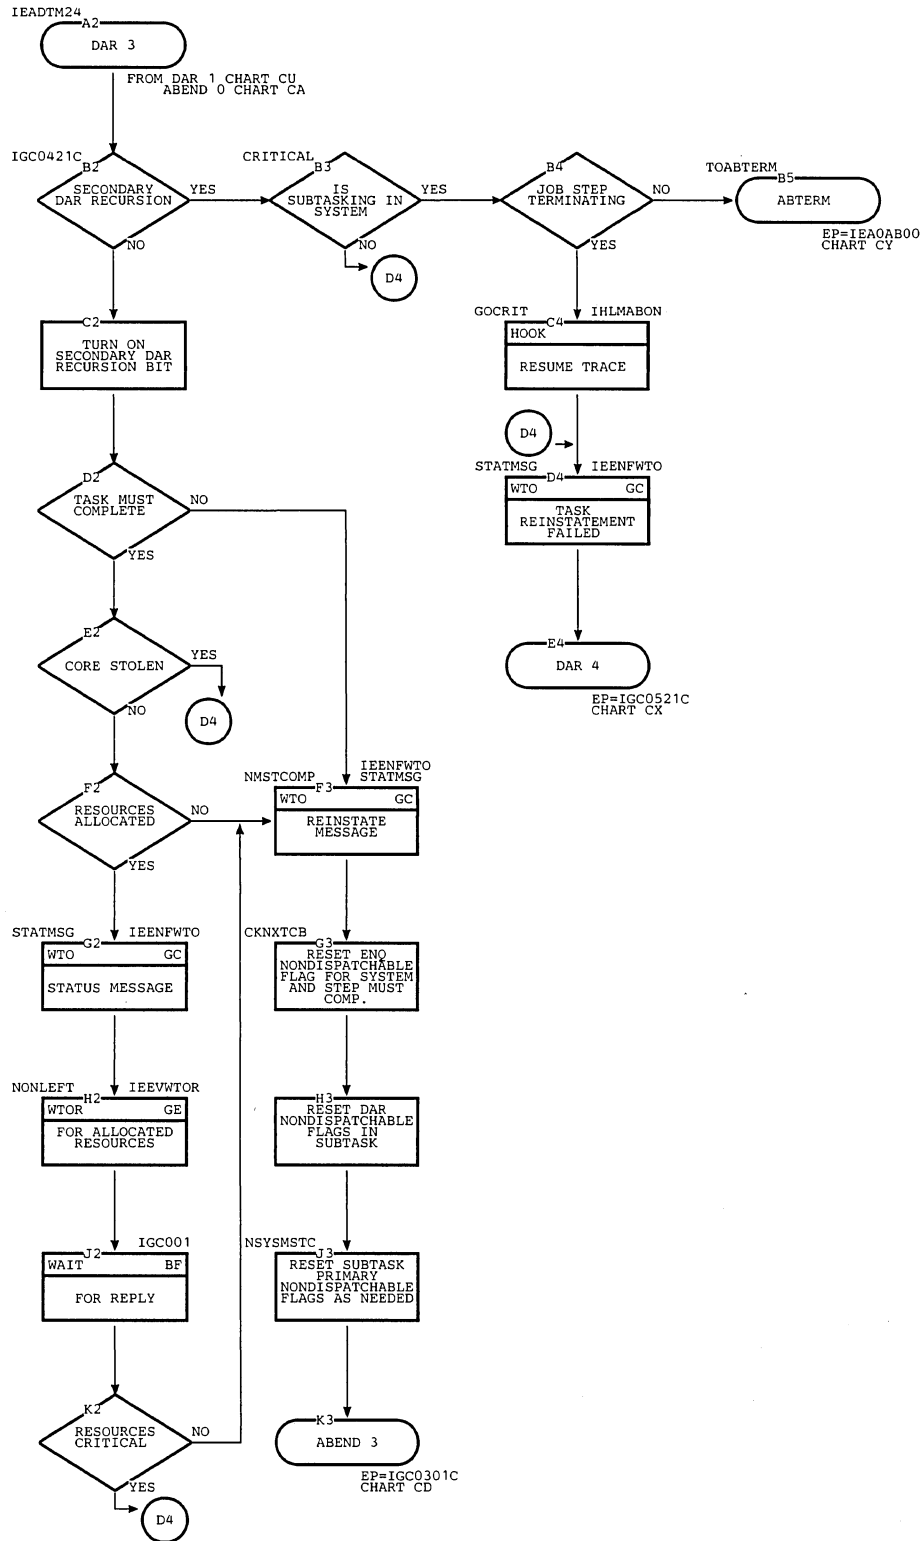 IEADTM24
A2
DAR 3
FROM DAR 1 CHART CU
ABEND 0 CHART CA
IGC0421C
B2
SECONDARY
DAR RECURSION
YES
NO
CRITICAL
B3
IS
SUBTASKING IN
SYSTEM
YES
NO
D4
B4
JOB STEP
TERMINATING
NO
YES
TOABTERM
B5
ABTERM
EP=IEA0AB00
CHART CY
C2
TURN ON
SECONDARY DAR
RECURSION BIT
GOCRIT
C4
IHLMABON
HOOK
RESUME TRACE
D4
D2
TASK MUST
COMPLETE
NO
YES
STATMSG
D4
IEENFWTO
WTO
GC
TASK
REINSTATEMENT
FAILED
E2
CORE STOLEN
YES
NO
D4
E4
DAR 4
EP=IGC0521C
CHART CX
F2
RESOURCES
ALLOCATED
NO
YES
NMSTCOMP
F3
IEENFWTO
STATMSG
WTO
GC
REINSTATE
MESSAGE
STATMSG
G2
IEENFWTO
WTO
GC
STATUS MESSAGE
CKNXTCB
G3
RESET ENQ
NONDISPATCHABLE
FLAG FOR SYSTEM
AND STEP MUST
COMP.
NONLEFT
H2
IEEVWTOR
WTOR
GE
FOR ALLOCATED
RESOURCES
H3
RESET DAR
NONDISPATCHABLE
FLAGS IN
SUBTASK
J2
IGC001
WAIT
BF
FOR REPLY
NSYSMSTC
J3
RESET SUBTASK
PRIMARY
NONDISPATCHABLE
FLAGS AS NEEDED
K2
RESOURCES
CRITICAL
NO
YES
D4
K3
ABEND 3
EP=IGC0301C
CHART CD